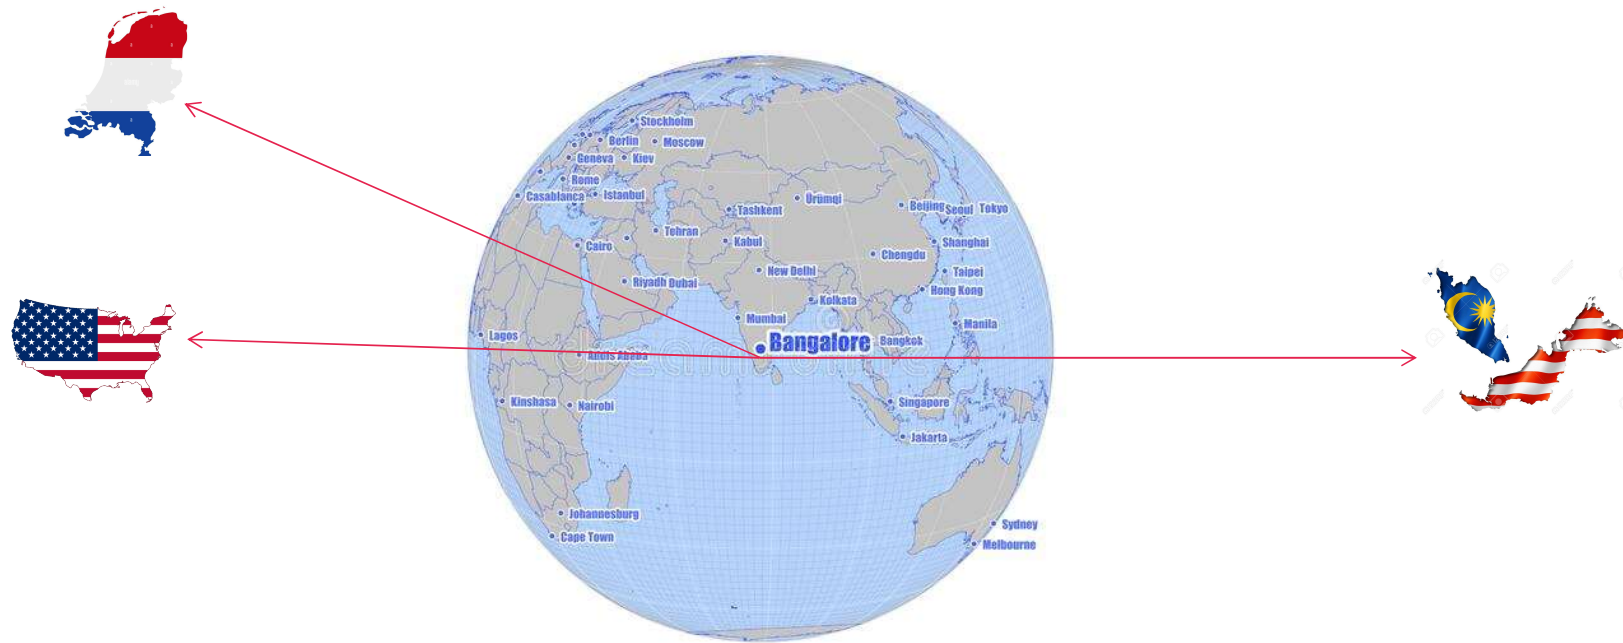 Stockholm
Berlin
Moscow
Geneva
Kiev
Rome
Casablanca
Istanbul
Ürümqi
Tashkent
Beijing
Seoul
Tokyo
Tehran
Kabul
Shanghai
Cairo
Chengdu
New Delhi
Taipei
Riyadh
Dubai
Hong Kong
Kolkata
Mumbai
Manila
Lagos
Bangalore
Bangkok
Addis Ababa
Kinshasa
Nairobi
Singapore
Jakarta
Johannesburg
Sydney
Cape Town
Melbourne